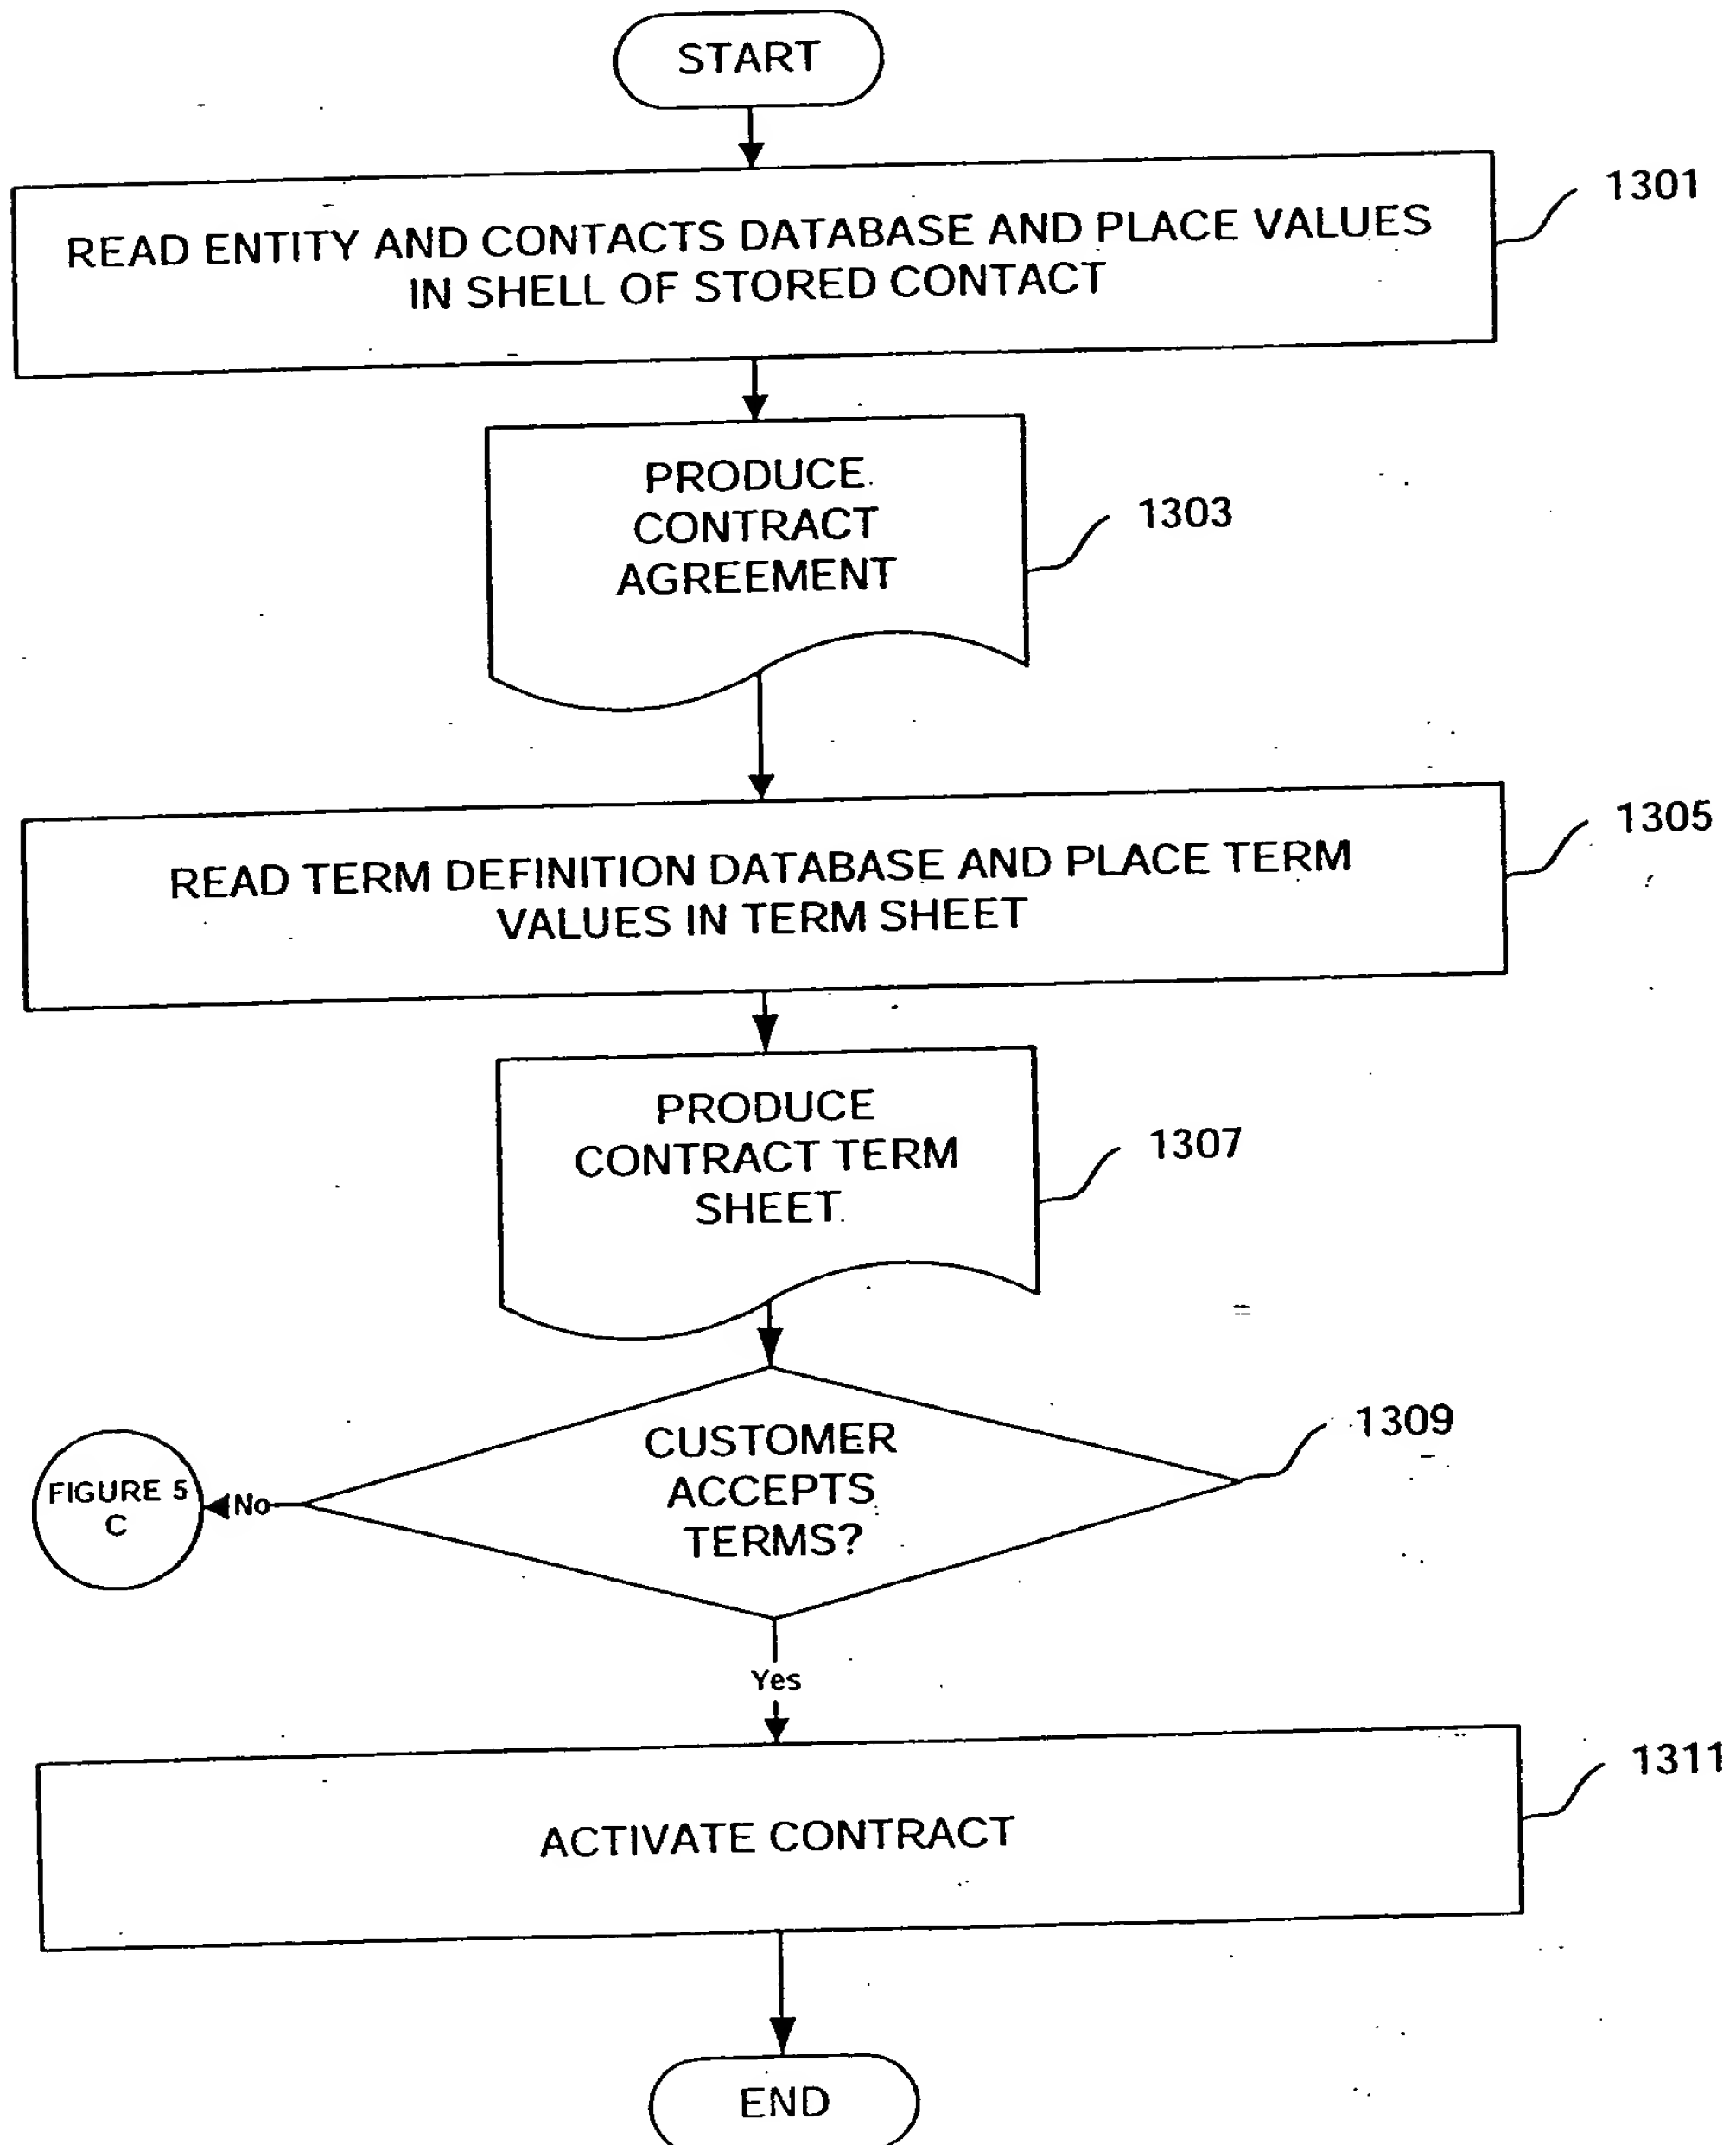 START
READ ENTITY AND CONTACTS DATABASE AND PLACE VALUES
IN SHELL OF STORED CONTACT
1301
PRODUCE
CONTRACT
AGREEMENT
1303
READ TERM DEFINITION DATABASE AND PLACE TERM
VALUES IN TERM SHEET
1305
PRODUCE
CONTRACT TERM
SHEET
1307
CUSTOMER
ACCEPTS
TERMS?
1309
No
FIGURE 5
C
Yes
ACTIVATE CONTRACT
1311
END